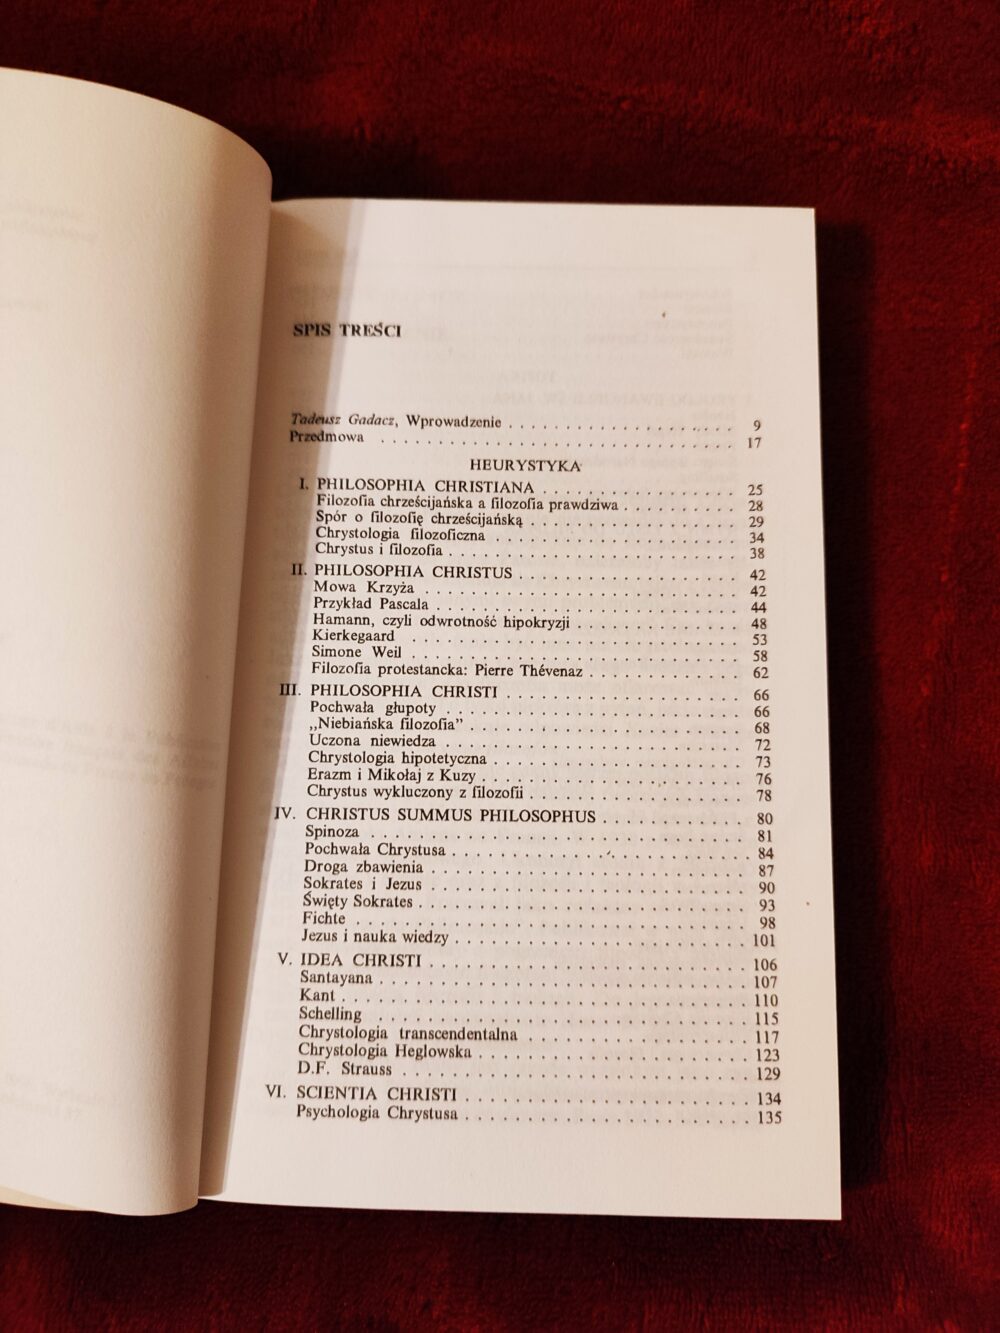 SPIS TREŚCI
Tadeusz Gadacz, Wprowadzenie . . . . . . . . . . . . . . . . . . . . 9
Przedmowa . . . . . . . . . . . . . . . . . . . . . . . . . . . . 17
HEURYSTYKA
I. PHILOSOPHIA CHRISTIANA . . . . . . . . . . . . . . . . . 25
Filozofia chrześcijańska a filozofia prawdziwa . . . . . . . . . . 28
Spór o filozofię chrześcijańską . . . . . . . . . . . . . . . . . . 29
Chrystologia filozoficzna . . . . . . . . . . . . . . . . . . . . . 34
Chrystus i filozofia . . . . . . . . . . . . . . . . . . . . . . . . 38
II. PHILOSOPHIA CHRISTUS . . . . . . . . . . . . . . . . . . . 42
Mowa Krzyża . . . . . . . . . . . . . . . . . . . . . . . . . . . 42
Przykład Pascala . . . . . . . . . . . . . . . . . . . . . . . . . 44
Hamann, czyli odwrotność hipokryzji . . . . . . . . . . . . . . 48
Kierkegaard . . . . . . . . . . . . . . . . . . . . . . . . . . . 53
Simone Weil . . . . . . . . . . . . . . . . . . . . . . . . . . . 58
Filozofia protestancka: Pierre Thévenaz . . . . . . . . . . . . . 62
III. PHILOSOPHIA CHRISTI . . . . . . . . . . . . . . . . . . . . 66
Pochwała głupoty . . . . . . . . . . . . . . . . . . . . . . . . 66
„Niebiańska filozofia” . . . . . . . . . . . . . . . . . . . . . . 68
Uczona niewiedza . . . . . . . . . . . . . . . . . . . . . . . . 72
Chrystologia hipotetyczna . . . . . . . . . . . . . . . . . . . . 73
Erazm i Mikołaj z Kuzy . . . . . . . . . . . . . . . . . . . . . 76
Chrystus wykluczony z filozofii . . . . . . . . . . . . . . . . . 78
IV. CHRISTUS SUMMUS PHILOSOPHUS . . . . . . . . . . . . . 80
Spinoza . . . . . . . . . . . . . . . . . . . . . . . . . . . . . 81
Pochwała Chrystusa . . . . . . . . . . . . . . . . . . . . . . . 84
Droga zbawienia . . . . . . . . . . . . . . . . . . . . . . . . . 87
Sokrates i Jezus . . . . . . . . . . . . . . . . . . . . . . . . . 90
Święty Sokrates . . . . . . . . . . . . . . . . . . . . . . . . . 93
Fichte . . . . . . . . . . . . . . . . . . . . . . . . . . . . . . 98
Jezus i nauka wiedzy . . . . . . . . . . . . . . . . . . . . . . 101
V. IDEA CHRISTI . . . . . . . . . . . . . . . . . . . . . . . . . 106
Santayana . . . . . . . . . . . . . . . . . . . . . . . . . . . . 107
Kant . . . . . . . . . . . . . . . . . . . . . . . . . . . . . . . 110
Schelling . . . . . . . . . . . . . . . . . . . . . . . . . . . . . 115
Chrystologia transcendentalna . . . . . . . . . . . . . . . . . . 117
Chrystologia Heglowska . . . . . . . . . . . . . . . . . . . . . 123
D.F. Strauss . . . . . . . . . . . . . . . . . . . . . . . . . . . 129
VI. SCIENTIA CHRISTI . . . . . . . . . . . . . . . . . . . . . . 134
Psychologia Chrystusa . . . . . . . . . . . . . . . . . . . . . . 135